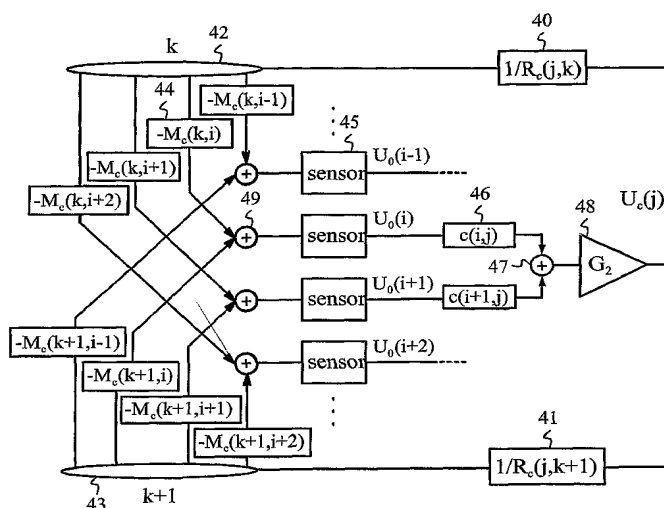 k
42
40
1/R_c(j,k)
44
-M_c(k,i-1)
-M_c(k,i)
-M_c(k,i+1)
-M_c(k,i+2)
45
sensor
U_0(i-1)
49
sensor
U_0(i)
46
c(i,j)
48
U_c(j)
47
G_2
sensor
U_0(i+1)
c(i+1,j)
sensor
U_0(i+2)
-M_c(k+1,i-1)
-M_c(k+1,i)
-M_c(k+1,i+1)
-M_c(k+1,i+2)
41
1/R_c(j,k+1)
43
k+1